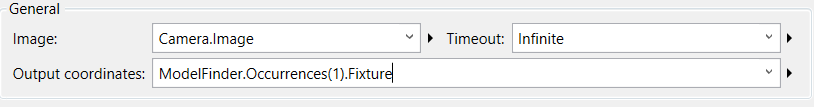 General
Image: Camera.Image Timeout: Infinite
Output coordinates: ModelFinder.Occurrences(1).Fixture